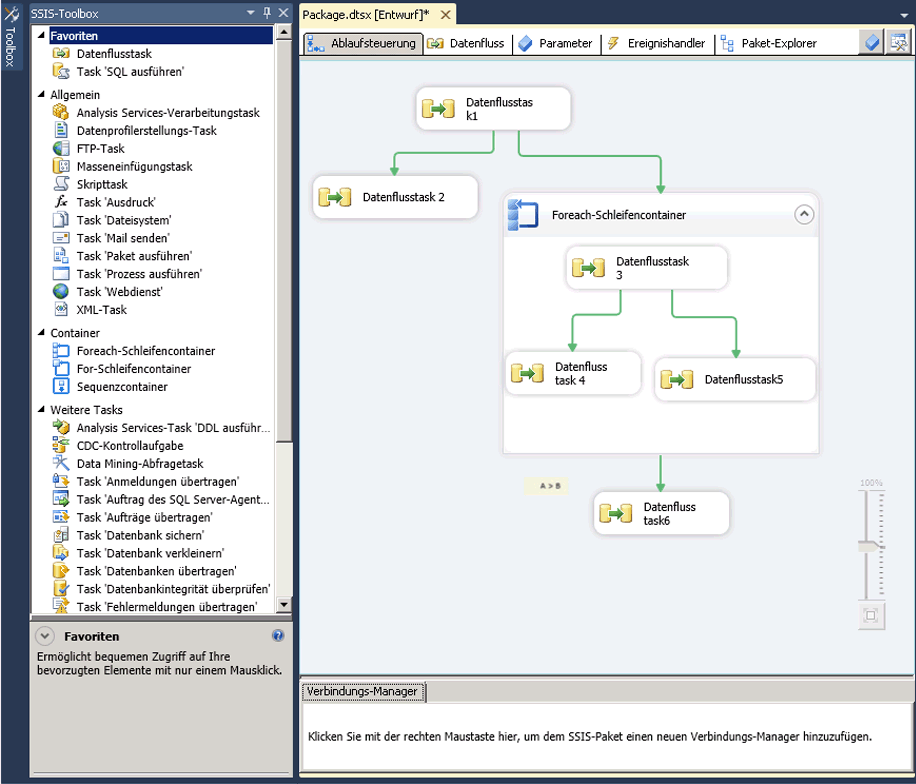 Toolbox
SSIS-Toolbox
Favoriten
Datenflusstask
Task 'SQL ausführen'
Allgemein
Analysis Services-Verarbeitungstask
Datenprofilerstellungs-Task
FTP-Task
Masseneinfügungstask
Skripttask
Task 'Ausdruck'
Task 'Dateisystem'
Task 'Mail senden'
Task 'Paket ausführen'
Task 'Prozess ausführen'
Task 'Webdienst'
XML-Task
Container
Foreach-Schleifencontainer
For-Schleifencontainer
Sequenzcontainer
Weitere Tasks
Analysis Services-Task 'DDL ausführ...
CDC-Kontrollaufgabe
Data Mining-Abfragetask
Task 'Anmeldungen übertragen'
Task 'Auftrag des SQL Server-Agent...
Task 'Aufträge übertragen'
Task 'Datenbank sichern'
Task 'Datenbank verkleinern'
Task 'Datenbanken übertragen'
Task 'Datenbankintegrität überprüfen'
Task 'Fehlermeldungen übertragen'
Favoriten
Ermöglicht bequemen Zugriff auf Ihre
bevorzugten Elemente mit nur einem Mausklick.
Package.dtsx [Entwurf]*
Ablaufsteuerung
Datenfluss
Parameter
Ereignishandler
Paket-Explorer
Datenflusstas
k1
Datenflusstask 2
Foreach-Schleifencontainer
Datenflusstask
3
Datenfluss
task 4
Datenflusstask5
A > B
Datenfluss
task6
100%
Verbindungs-Manager
Klicken Sie mit der rechten Maustaste hier, um dem SSIS-Paket einen neuen Verbindungs-Manager hinzuzufügen.